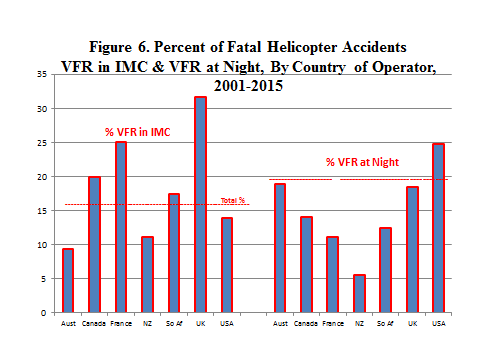 Figure 6. Percent of Fatal Helicopter Accidents
VFR in IMC & VFR at Night, By Country of Operator,
2001-2015
35
30
25
20
15
10
5
0
% VFR in IMC
% VFR at Night
Total %
Aust Canada France NZ So Af UK USA Aust Canada France NZ So Af UK USA